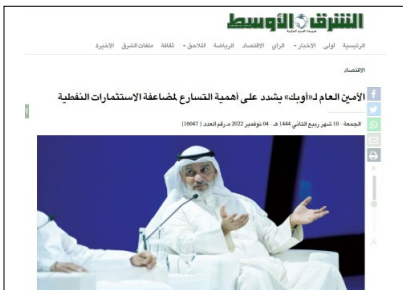 الشرق الأوسط
الرئيسية أولى الأخبار الرأي الاقتصاد الرياضة اللاحق ثقافة ملفات الشرق الأخيرة
الاقتصاد
الأمين العام لـ«أوبك» يشدد على أهمية التسارع لمضاعفة الاستثمارات النفطية
الجمعة - 10 شهر ربيع الثاني 1444 هـ - 04 نوفمبر 2022 مـ رقم العدد [16047]